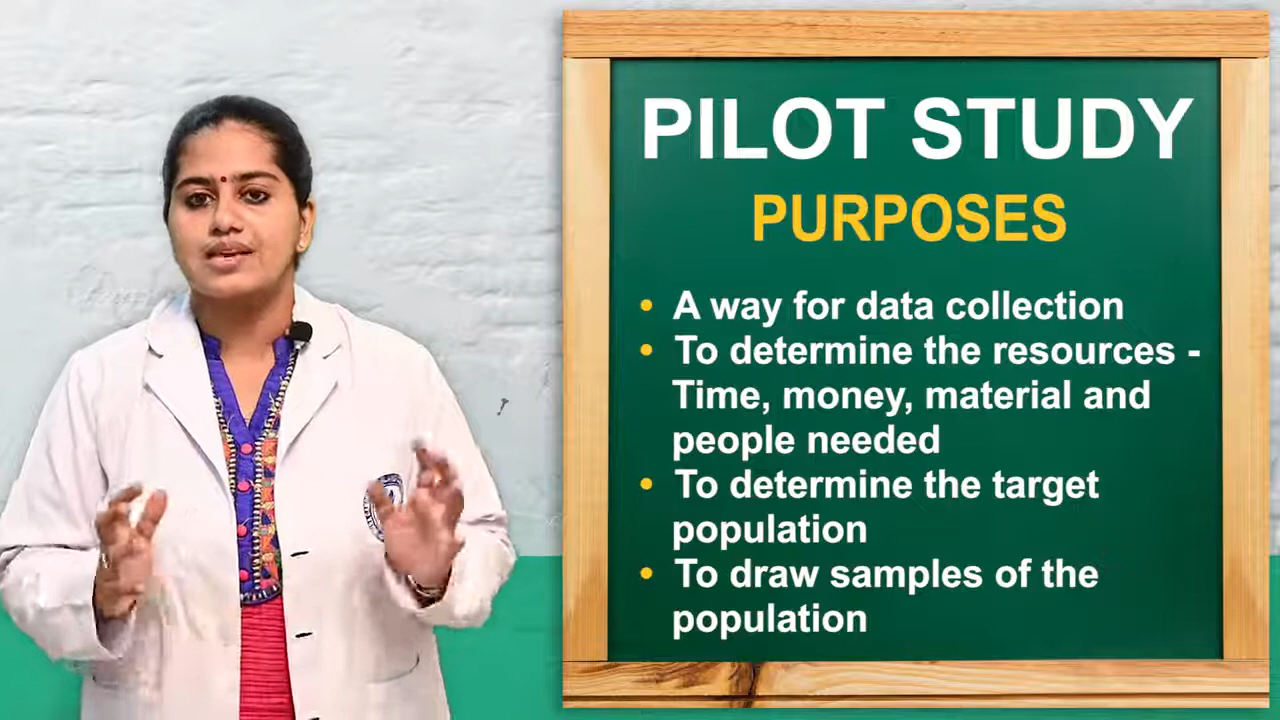 PILOT STUDY
PURPOSES
• A way for data collection
• To determine the resources -
Time, money, material and
people needed
• To determine the target
population
• To draw samples of the
population